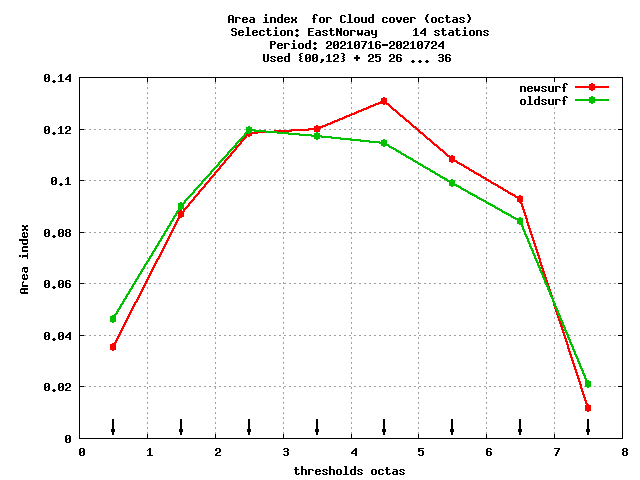 Area index  for Cloud cover (octas)
Selection: EastNorway     14 stations
Period: 20210716-20210724
Used {00,12} + 25 26 ... 36
newsurf
oldsurf
0.14
0.12
0.1
0.08
0.06
0.04
0.02
0
Area index
0 1 2 3 4 5 6 7 8
thresholds octas